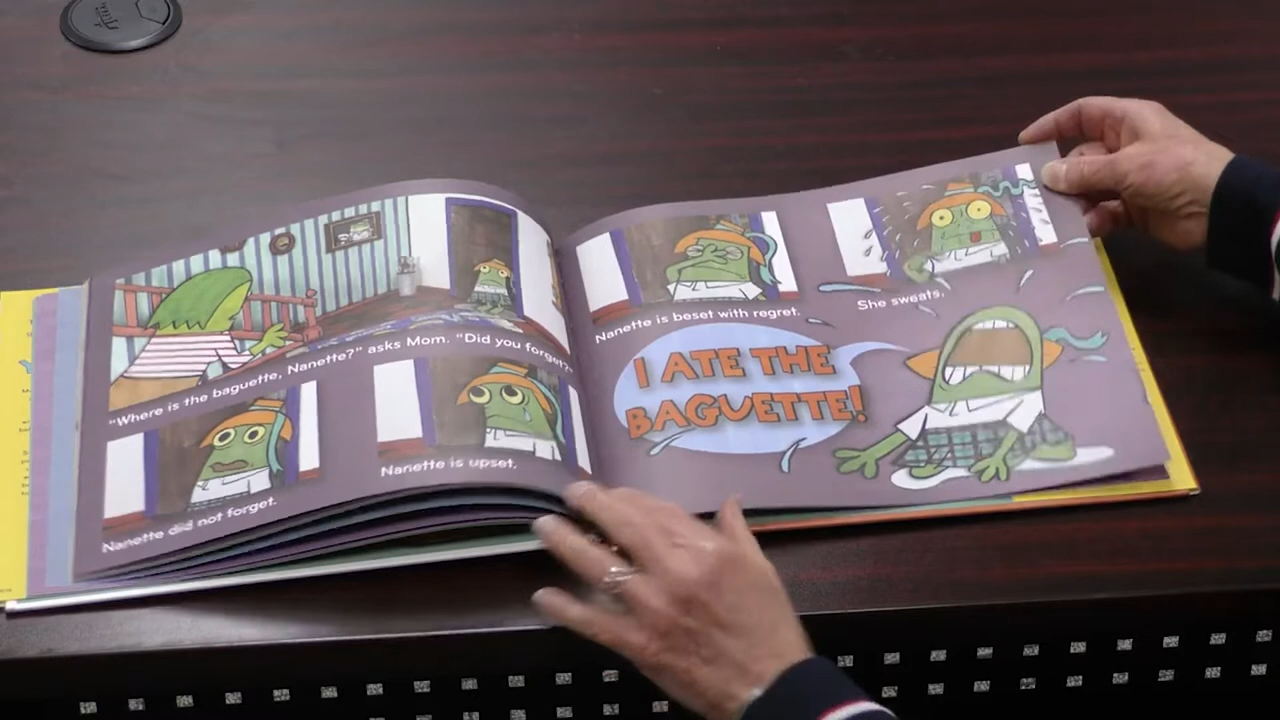 "Where is the baguette, Nanette?" asks Mom. "Did you forget?"
Nanette did not forget.
Nanette is upset.
Nanette is beset with regret.
She sweats.
I ATE THE
BAGUETTE!